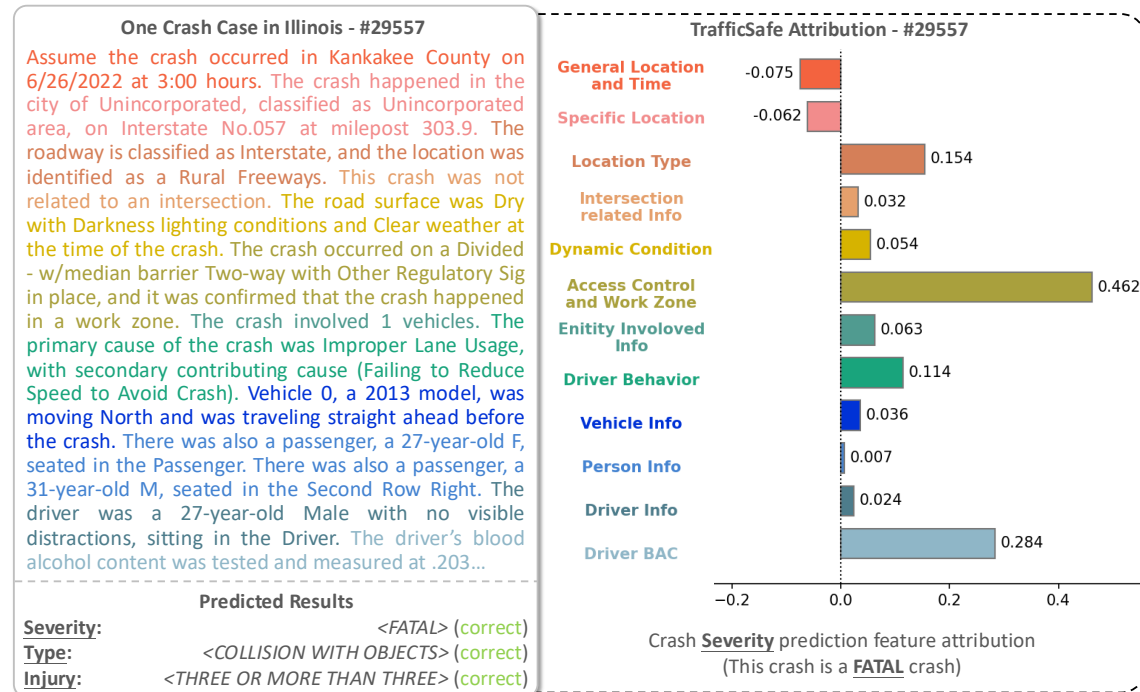 One Crash Case in Illinois - #29557
Assume the crash occurred in Kankakee County on
6/26/2022 at 3:00 hours. The crash happened in the
city of Unincorporated, classified as Unincorporated
area, on Interstate No.057 at milepost 303.9. The
roadway is classified as Interstate, and the location was
identified as a Rural Freeways. This crash was not
related to an intersection. The road surface was Dry
with Darkness lighting conditions and Clear weather at
the time of the crash. The crash occurred on a Divided
- w/median barrier Two-way with Other Regulatory Sig
in place, and it was confirmed that the crash happened
in a work zone. The crash involved 1 vehicles. The
primary cause of the crash was Improper Lane Usage,
with secondary contributing cause (Failing to Reduce
Speed to Avoid Crash). Vehicle 0, a 2013 model, was
moving North and was traveling straight ahead before
the crash. There was also a passenger, a 27-year-old F,
seated in the Passenger. There was also a passenger, a
31-year-old M, seated in the Second Row Right. The
driver was a 27-year-old Male with no visible
distractions, sitting in the Driver. The driver's blood
alcohol content was tested and measured at .203...
Predicted Results
Severity: <FATAL> (correct)
Type: <COLLISION WITH OBJECTS> (correct)
Injury: <THREE OR MORE THAN THREE> (correct)
TrafficSafe Attribution - #29557
General Location
and Time
-0.075
Specific Location
-0.062
Location Type
0.154
Intersection
related Info
0.032
Dynamic Condition
0.054
Access Control
and Work Zone
0.462
Enitity Involoved
Info
0.063
Driver Behavior
0.114
Vehicle Info
0.036
Person Info
0.007
Driver Info
0.024
Driver BAC
0.284
−0.2 0.0 0.2 0.4
Crash Severity prediction feature attribution
(This crash is a FATAL crash)